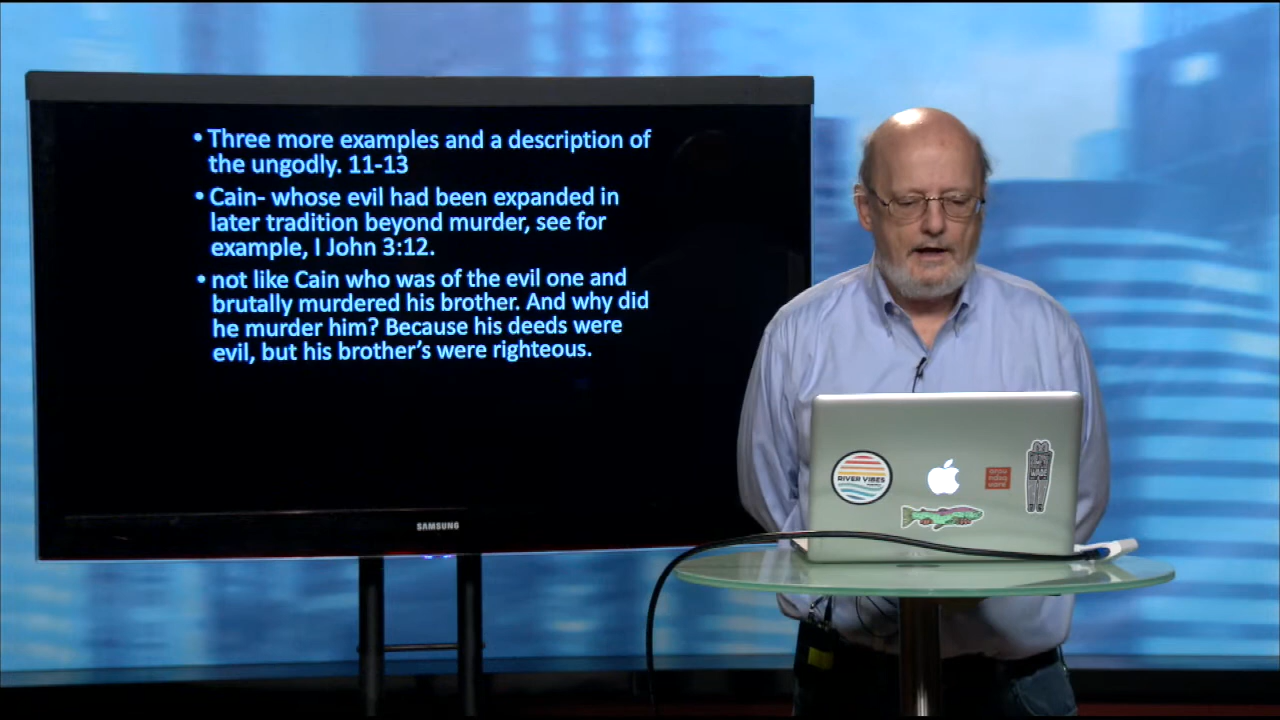 • Three more examples and a description of
the ungodly. 11-13
• Cain- whose evil had been expanded in
later tradition beyond murder, see for
example, I John 3:12.
• not like Cain who was of the evil one and
brutally murdered his brother. And why did
he murder him? Because his deeds were
evil, but his brother's were righteous.
SAMSUNG
RIVER VIBES